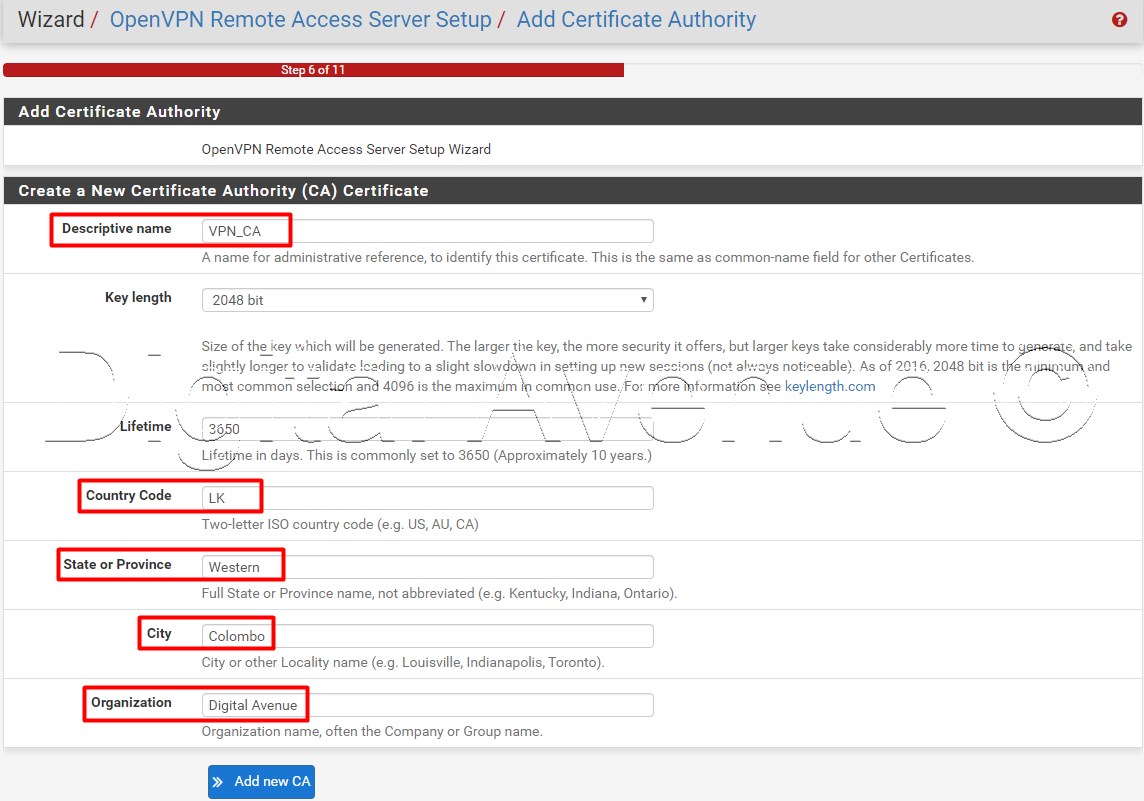 Wizard / OpenVPN Remote Access Server Setup / Add Certificate Authority
Step 6 of 11
Add Certificate Authority
OpenVPN Remote Access Server Setup Wizard
Create a New Certificate Authority (CA) Certificate
Descriptive name VPN_CA
A name for administrative reference, to identify this certificate. This is the same as common-name field for other Certificates.
Key length 2048 bit
Size of the key which will be generated. The larger the key, the more security it offers, but larger keys take considerably more time to generate, and take
slightly longer to validate leading to a slight slowdown in setting up new sessions (not always noticeable). As of 2016, 2048 bit is the minimum and
most common selection and 4096 is the maximum in common use. For more information see keylength.com
Digital Avenue ©
Lifetime 3650
Lifetime in days. This is commonly set to 3650 (Approximately 10 years.)
Country Code LK
Two-letter ISO country code (e.g. US, AU, CA)
State or Province Western
Full State or Province name, not abbreviated (e.g. Kentucky, Indiana, Ontario).
City Colombo
City or other Locality name (e.g. Louisville, Indianapolis, Toronto).
Organization Digital Avenue
Organization name, often the Company or Group name.
» Add new CA